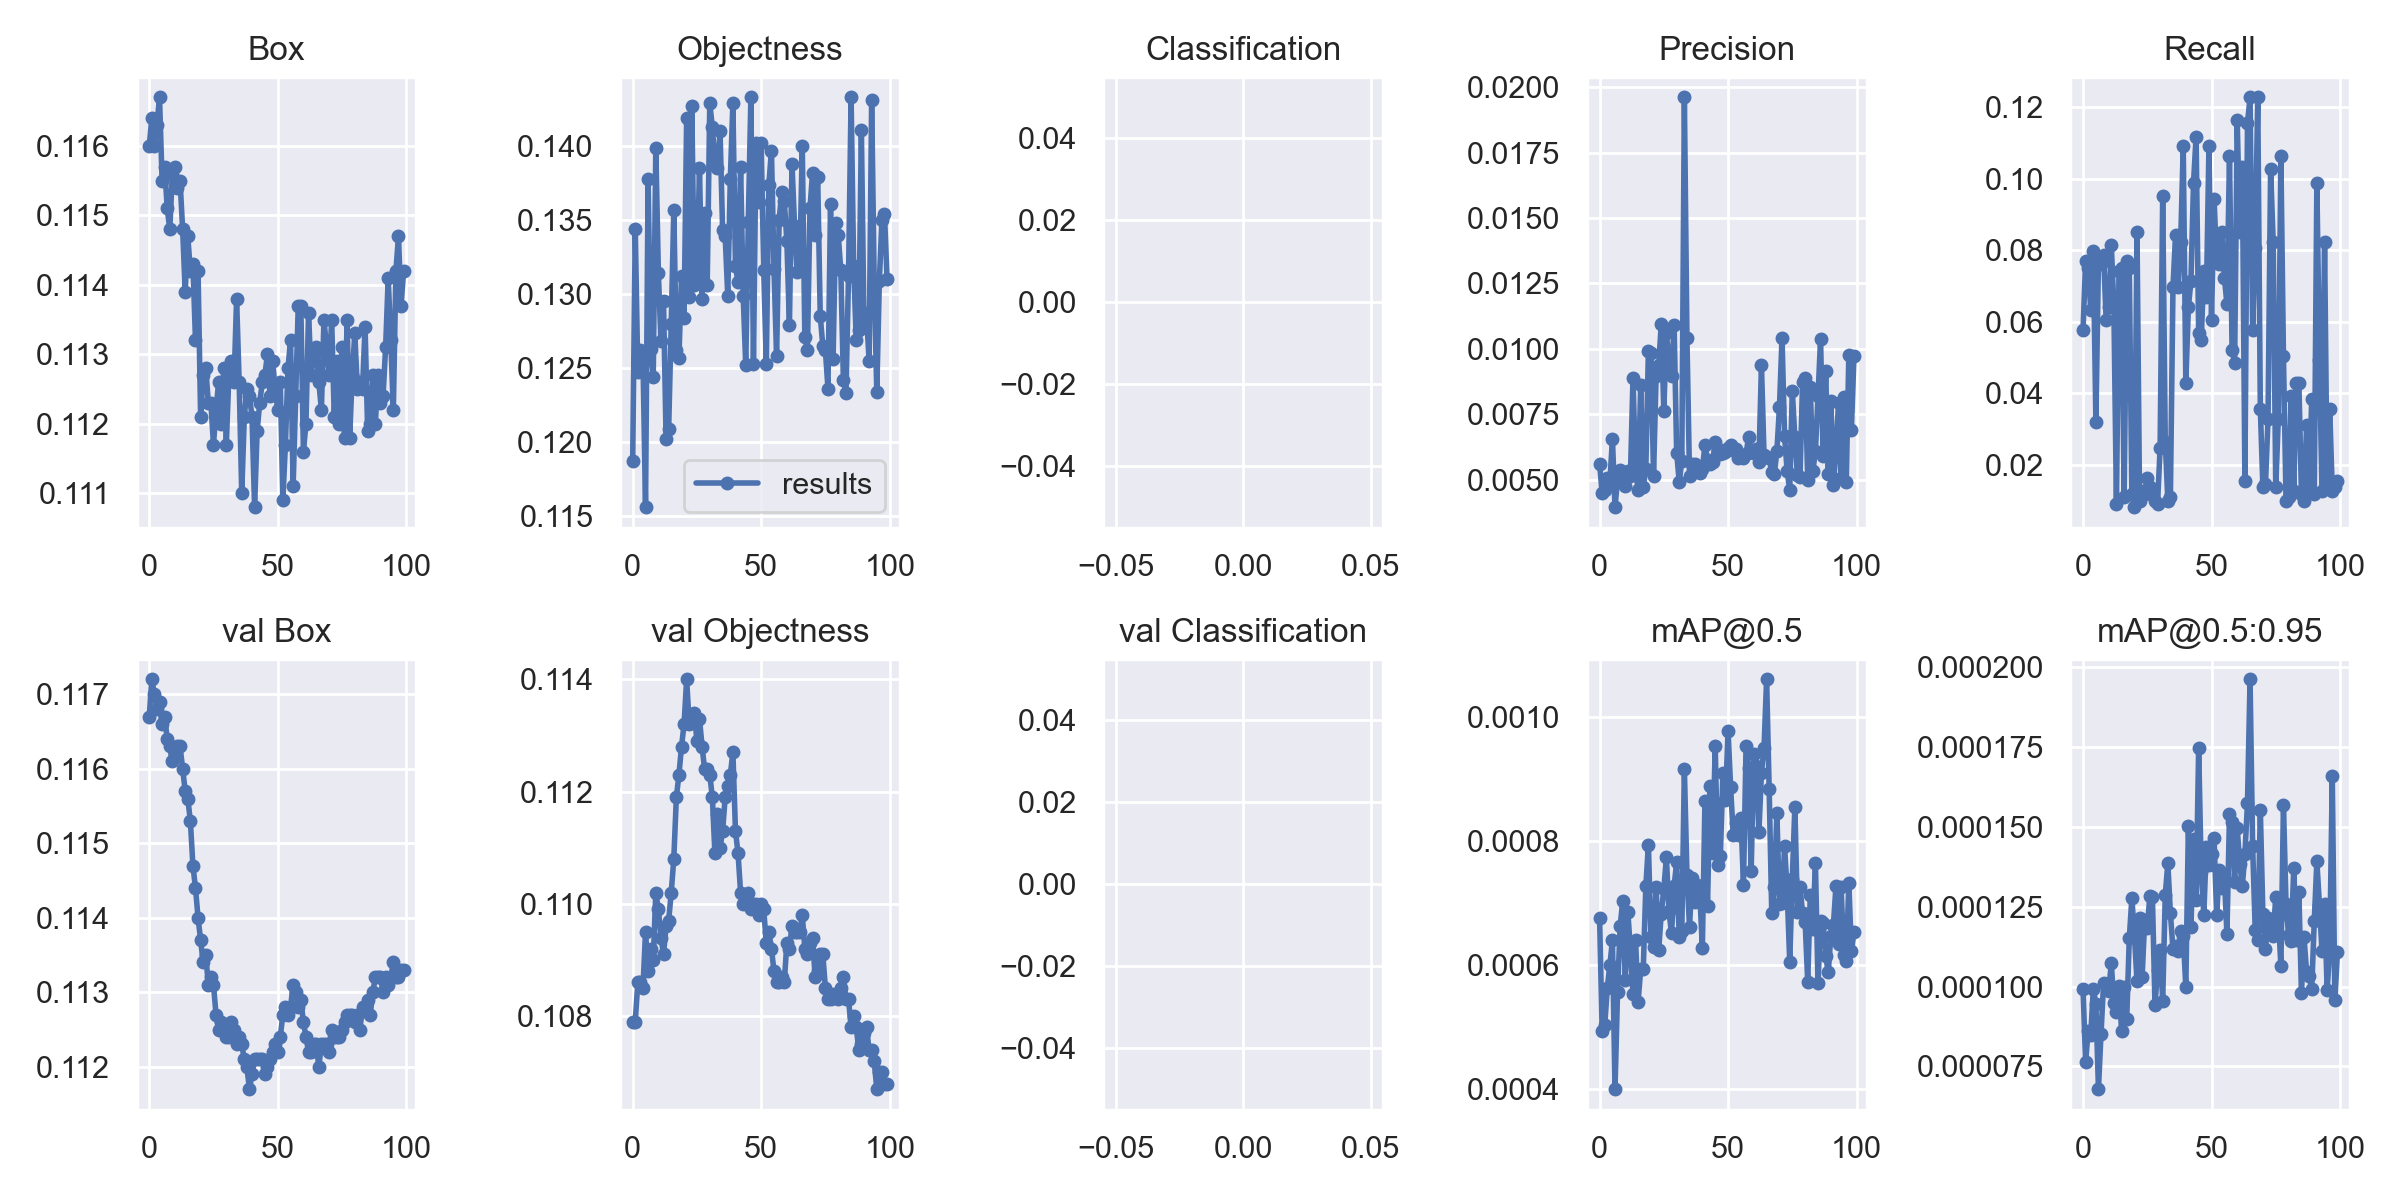 Box
0.116
0.115
0.114
0.113
0.112
0.111
0 50 100
Objectness
0.140
0.135
0.130
0.125
0.120
0.115
results
0 50 100
Classification
0.04
0.02
0.00
−0.02
−0.04
−0.05 0.00 0.05
Precision
0.0200
0.0175
0.0150
0.0125
0.0100
0.0075
0.0050
0 50 100
Recall
0.12
0.10
0.08
0.06
0.04
0.02
0 50 100
val Box
0.117
0.116
0.115
0.114
0.113
0.112
0 50 100
val Objectness
0.114
0.112
0.110
0.108
0 50 100
val Classification
0.04
0.02
0.00
−0.02
−0.04
−0.05 0.00 0.05
mAP@0.5
0.0010
0.0008
0.0006
0.0004
0 50 100
mAP@0.5:0.95
0.000200
0.000175
0.000150
0.000125
0.000100
0.000075
0 50 100